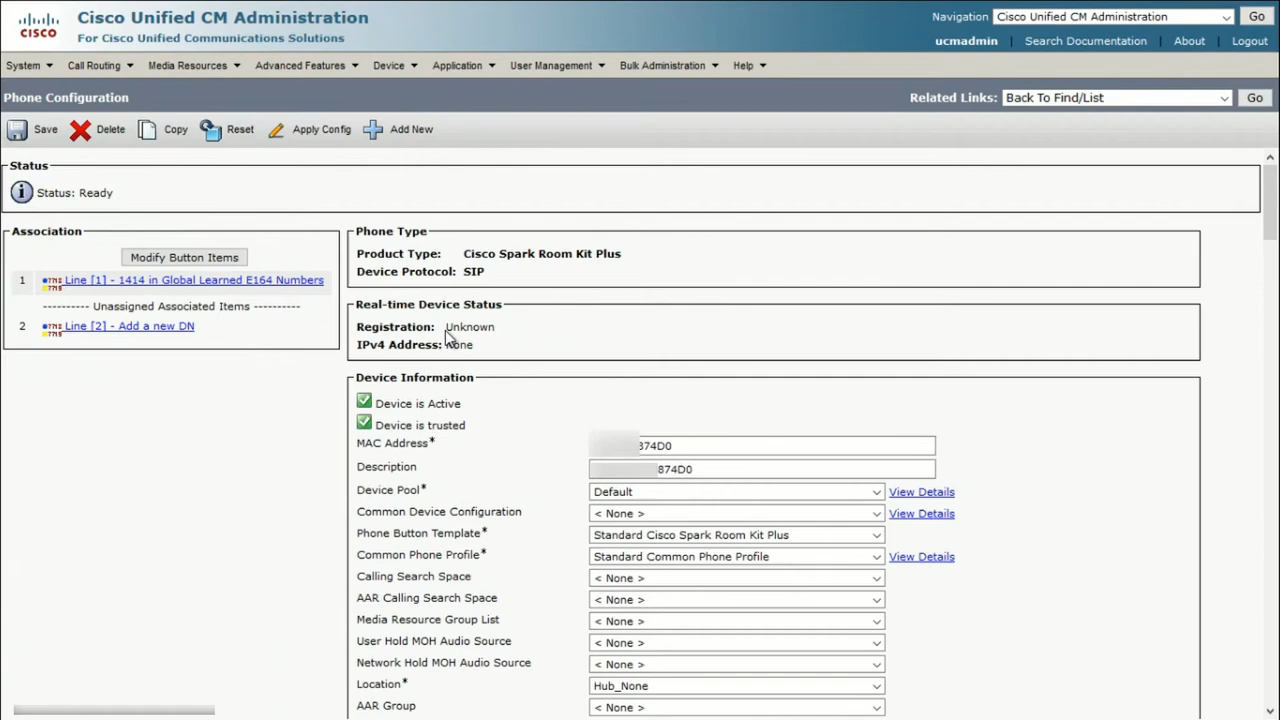 CISCO
Cisco Unified CM Administration
For Cisco Unified Communications Solutions
Navigation Cisco Unified CM Administration Go
ucmadmin | Search Documentation | About | Logout
System Call Routing Media Resources Advanced Features Device Application User Management Bulk Administration Help
Phone Configuration
Related Links: Back To Find/List Go
Save Delete Copy Reset Apply Config Add New
Status
Status: Ready
Association
Modify Button Items
1 Line [1] - 1414 in Global Learned E164 Numbers
---------- Unassigned Associated Items ----------
2 Line [2] - Add a new DN
Phone Type
Product Type: Cisco Spark Room Kit Plus
Device Protocol: SIP
Real-time Device Status
Registration: Unknown
IPv4 Address: None
Device Information
Device is Active
Device is trusted
MAC Address* 874D0
Description 874D0
Device Pool* Default View Details
Common Device Configuration < None > View Details
Phone Button Template* Standard Cisco Spark Room Kit Plus
Common Phone Profile* Standard Common Phone Profile View Details
Calling Search Space < None >
AAR Calling Search Space < None >
Media Resource Group List < None >
User Hold MOH Audio Source < None >
Network Hold MOH Audio Source < None >
Location* Hub_None
AAR Group < None >